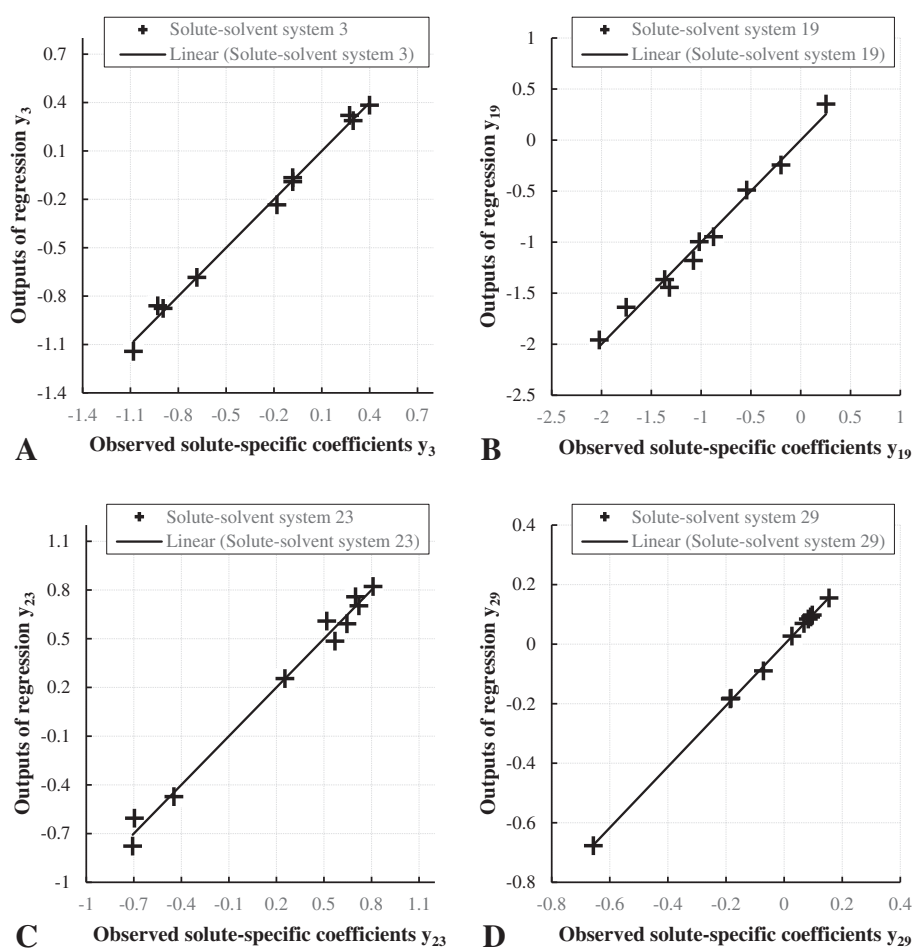 Solute-solvent system 3
Linear (Solute-solvent system 3)
0.7
0.4
0.1
-0.2
-0.5
-0.8
-1.1
-1.4
Outputs of regression y3
-1.4 -1.1 -0.8 -0.5 -0.2 0.1 0.4 0.7
A Observed solute-specific coefficients y3
Solute-solvent system 19
Linear (Solute-solvent system 19)
1
0.5
0
-0.5
-1
-1.5
-2
-2.5
Outputs of regression y19
-2.5 -2 -1.5 -1 -0.5 0 0.5 1
B Observed solute-specific coefficients y19
Solute-solvent system 23
Linear (Solute-solvent system 23)
1.1
0.8
0.5
0.2
-0.1
-0.4
-0.7
-1
Outputs of regression y23
-1 -0.7 -0.4 -0.1 0.2 0.5 0.8 1.1
C Observed solute-specific coefficients y23
Solute-solvent system 29
Linear (Solute-solvent system 29)
0.4
0.2
0
-0.2
-0.4
-0.6
-0.8
Outputs of regression y29
-0.8 -0.6 -0.4 -0.2 0 0.2 0.4
D Observed solute-specific coefficients y29